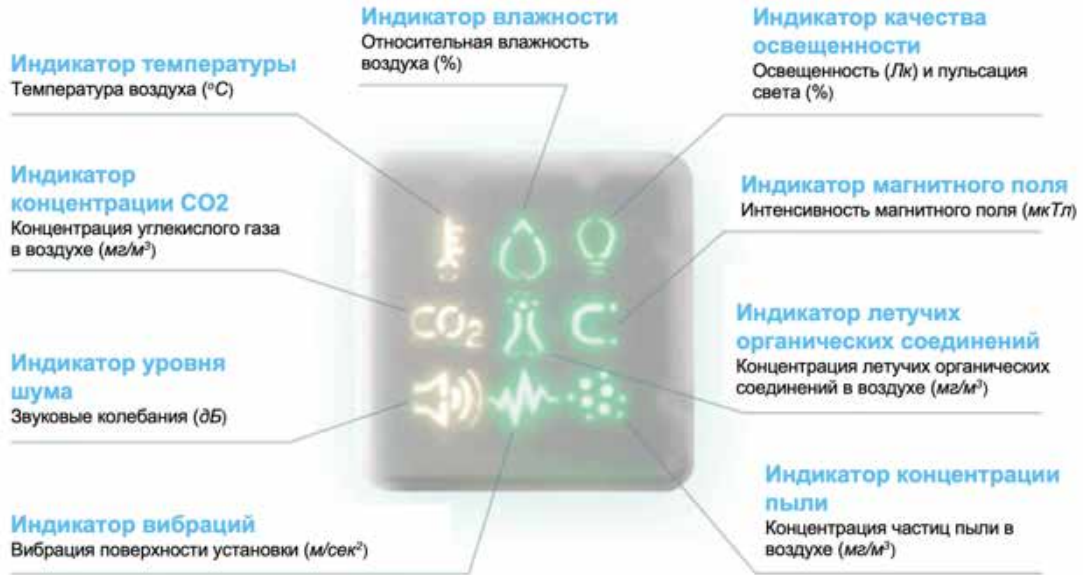 Индикатор влажности
Относительная влажность
воздуха (%)
Индикатор качества
освещенности
Освещенность (Лк) и пульсация
света (%)
Индикатор температуры
Температура воздуха (°C)
Индикатор
концентрации CO2
Концентрация углекислого газа
в воздухе (мг/м³)
Индикатор магнитного поля
Интенсивность магнитного поля (мкТл)
CO₂
Индикатор летучих
органических соединений
Концентрация летучих органических
соединений в воздухе (мг/м³)
Индикатор уровня
шума
Звуковые колебания (дБ)
Индикатор концентрации
пыли
Концентрация частиц пыли в
воздухе (мг/м³)
Индикатор вибраций
Вибрация поверхности установки (м/сек²)